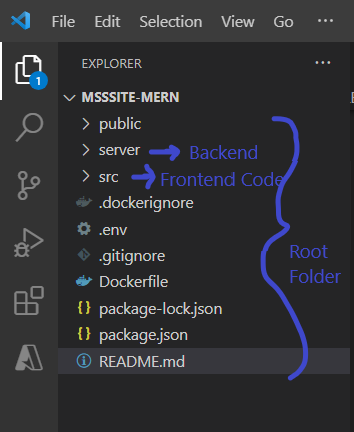 File Edit Selection View Go ...
EXPLORER ...
MSSSITE-MERN
public
server Backend
src Frontend Code
.dockerignore
.env
.gitignore
Dockerfile
package-lock.json
package.json
README.md
Root
Folder
1